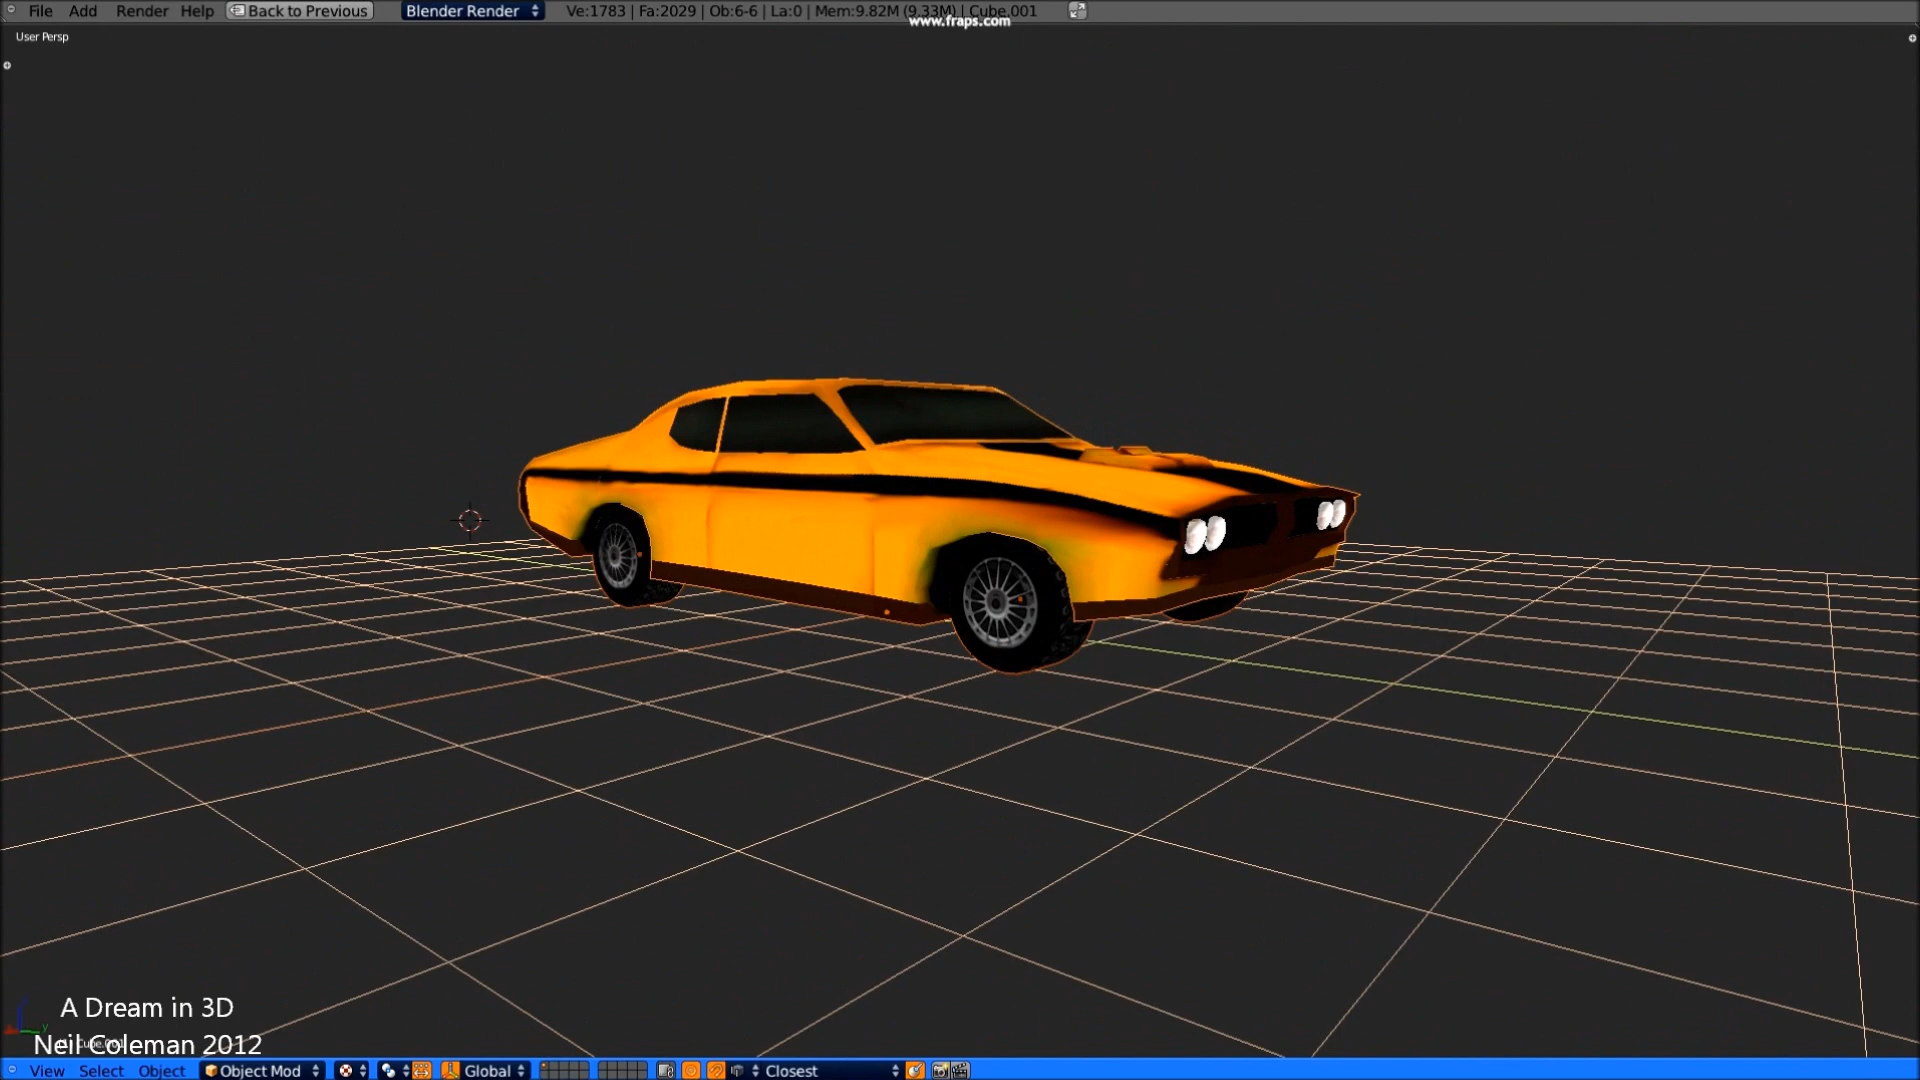 File Add Render Help Back to Previous Blender Render Ve:1783 | Fa:2029 | Ob:6-6 | La:0 | Mem:9.82M (9.33M) | Cube.001
www.fraps.com
User Persp
A Dream in 3D
Neil Coleman 2012
View Select Object Object Mod Global Closest